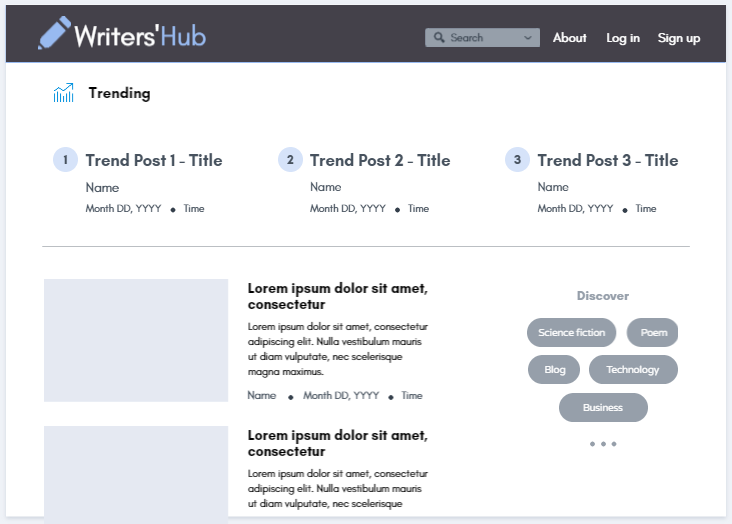 Writers'Hub
Search
About
Log in
Sign up
Trending
1 Trend Post 1 - Title
Name
Month DD, YYYY • Time
2 Trend Post 2 - Title
Name
Month DD, YYYY • Time
3 Trend Post 3 - Title
Name
Month DD, YYYY • Time
Lorem ipsum dolor sit amet,
consectetur
Lorem ipsum dolor sit amet, consectetur
adipiscing elit. Nulla vestibulum mauris
ut diam vulputate, nec scelerisque
magna maximus.
Name • Month DD, YYYY • Time
Lorem ipsum dolor sit amet,
consectetur
Lorem ipsum dolor sit amet, consectetur
adipiscing elit. Nulla vestibulum mauris
ut diam vulputate, nec scelerisque
Discover
Science fiction
Poem
Blog
Technology
Business